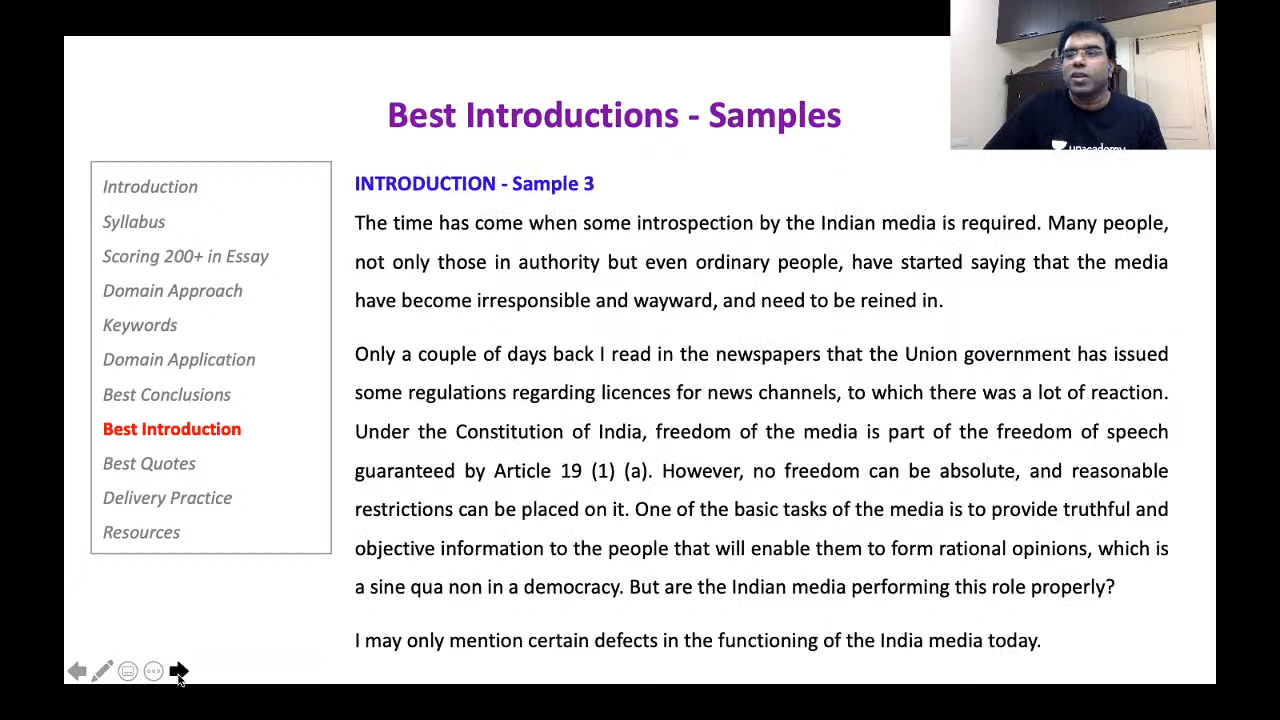 Best Introductions - Samples
unacademy
Introduction
Syllabus
Scoring 200+ in Essay
Domain Approach
Keywords
Domain Application
Best Conclusions
Best Introduction
Best Quotes
Delivery Practice
Resources
INTRODUCTION - Sample 3
The time has come when some introspection by the Indian media is required. Many people,
not only those in authority but even ordinary people, have started saying that the media
have become irresponsible and wayward, and need to be reined in.
Only a couple of days back I read in the newspapers that the Union government has issued
some regulations regarding licences for news channels, to which there was a lot of reaction.
Under the Constitution of India, freedom of the media is part of the freedom of speech
guaranteed by Article 19 (1) (a). However, no freedom can be absolute, and reasonable
restrictions can be placed on it. One of the basic tasks of the media is to provide truthful and
objective information to the people that will enable them to form rational opinions, which is
a sine qua non in a democracy. But are the Indian media performing this role properly?
I may only mention certain defects in the functioning of the India media today.